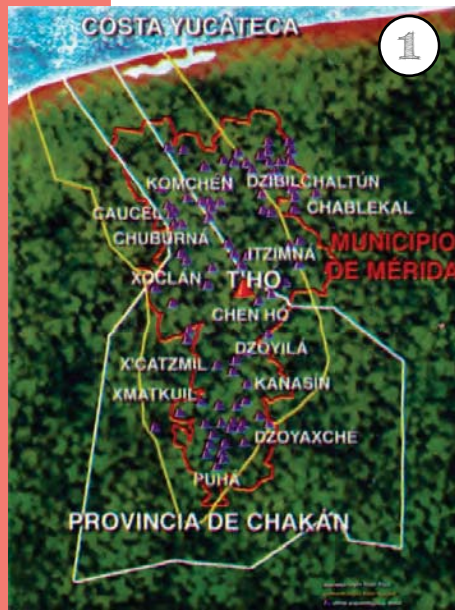 COSTA YUCATECA
1
KOMCHÉN
DZIBILCHALTÚN
CAUCEL
CHABLEKAL
CHUBURNÁ
ITZIMNÁ
MUNICIPIO
DE MÉRIDA
XOCLÁN
T'HO
CHEN HO
DZOYILÁ
X'CATZMIL
KANASÍN
XMATKUIL
DZOYAXCHE
PUHÁ
PROVINCIA DE CHAKÁN